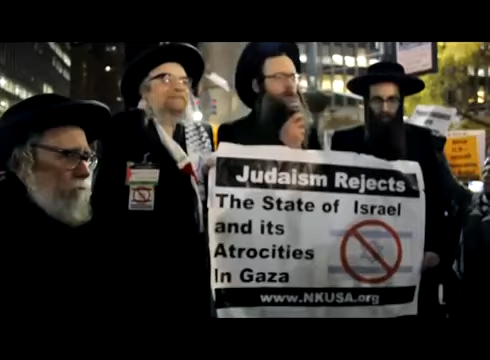 Judaism Rejects
The State of Israel
and its
Atrocities
In Gaza
www.NKUSA.org